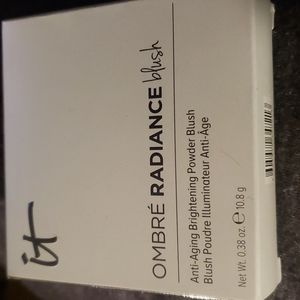 it
OMBRÉ RADIANCE blush
Anti-Aging Brightening Powder Blush
Blush Poudre Illuminateur Anti-Âge
Net Wt. 0.38 oz. ℮ 10.8 g